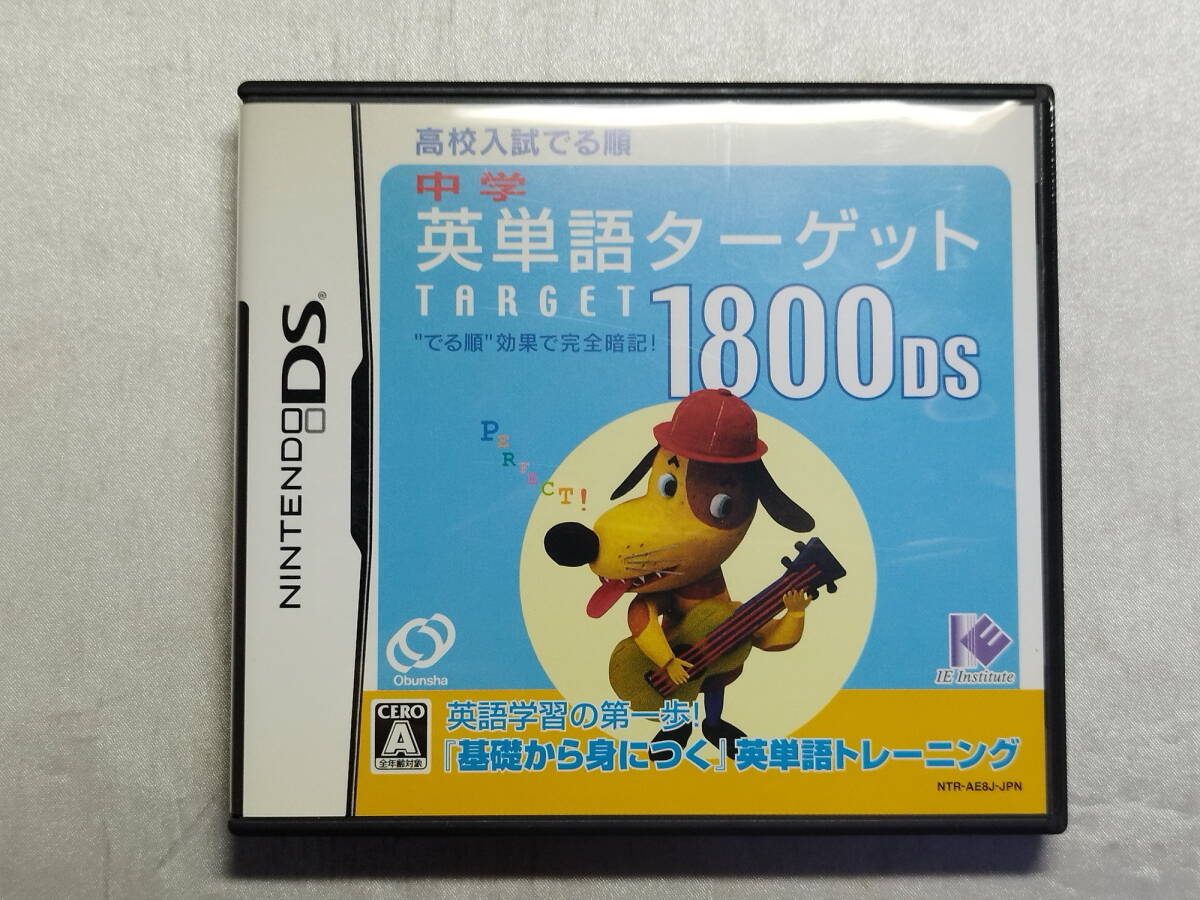 NINTENDO DS®
高校入試でる順
中学
英単語ターゲット
TARGET
1800DS
"でる順"効果で完全暗記!
PERFECT!
Obunsha
IE
IE Institute
CERO
A
全年齢対象
英語学習の第一歩!
『基礎から身につく』英単語トレーニング
NTR-AE8J-JPN